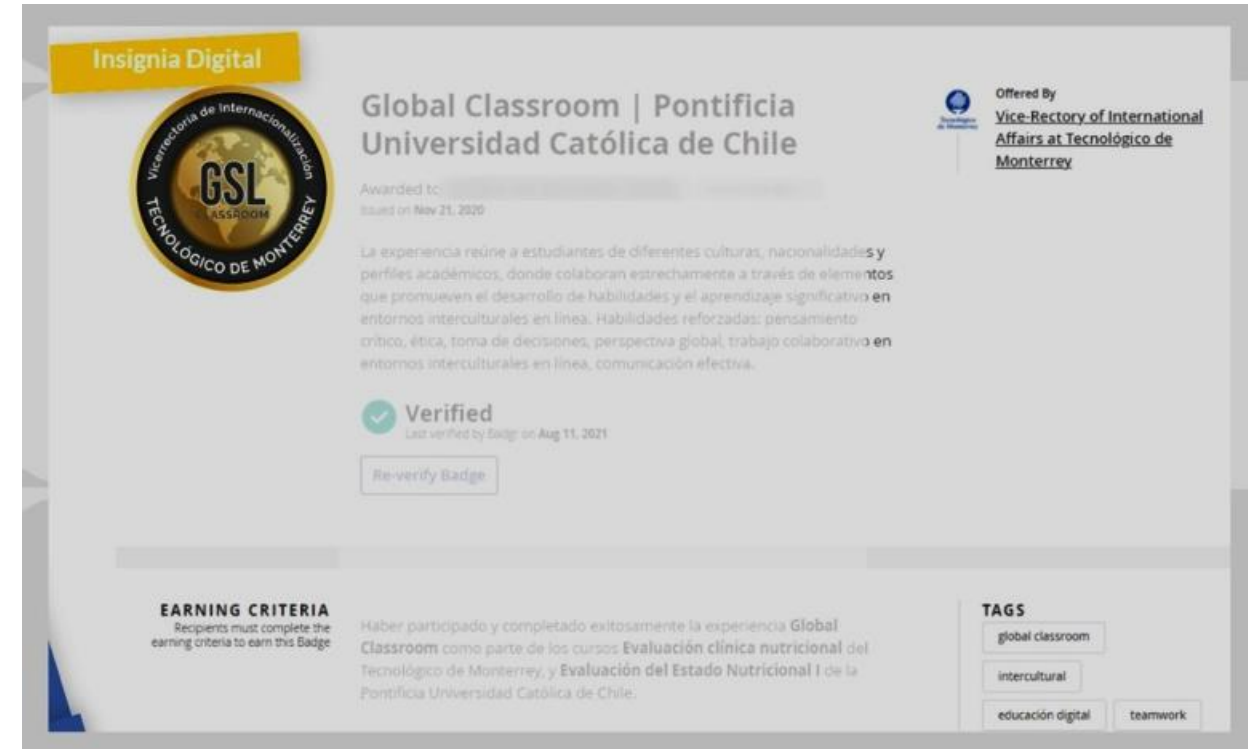 Insignia Digital
Vicerrectoría de Internacionalización
GSL
CLASSROOM
TECNOLÓGICO DE MONTERREY
Global Classroom | Pontificia
Universidad Católica de Chile
Awarded to
Issued on Nov 21, 2020
La experiencia reúne a estudiantes de diferentes culturas, nacionalidades y
perfiles académicos, donde colaboran estrechamente a través de elementos
que promueven el desarrollo de habilidades y el aprendizaje significativo en
entornos interculturales en línea. Habilidades reforzadas: pensamiento
crítico, ética, toma de decisiones, perspectiva global, trabajo colaborativo en
entornos interculturales en línea, comunicación efectiva.
Verified
Last verified by Badgr on Aug 11, 2021
Re-verify Badge
Tecnológico
de Monterrey
Offered By
Vice-Rectory of International
Affairs at Tecnológico de
Monterrey
EARNING CRITERIA
Recipients must complete the
earning criteria to earn this Badge
Haber participado y completado exitosamente la experiencia Global
Classroom como parte de los cursos Evaluación clínica nutricional del
Tecnológico de Monterrey, y Evaluación del Estado Nutricional I de la
Pontificia Universidad Católica de Chile.
TAGS
global classroom
intercultural
educación digital teamwork